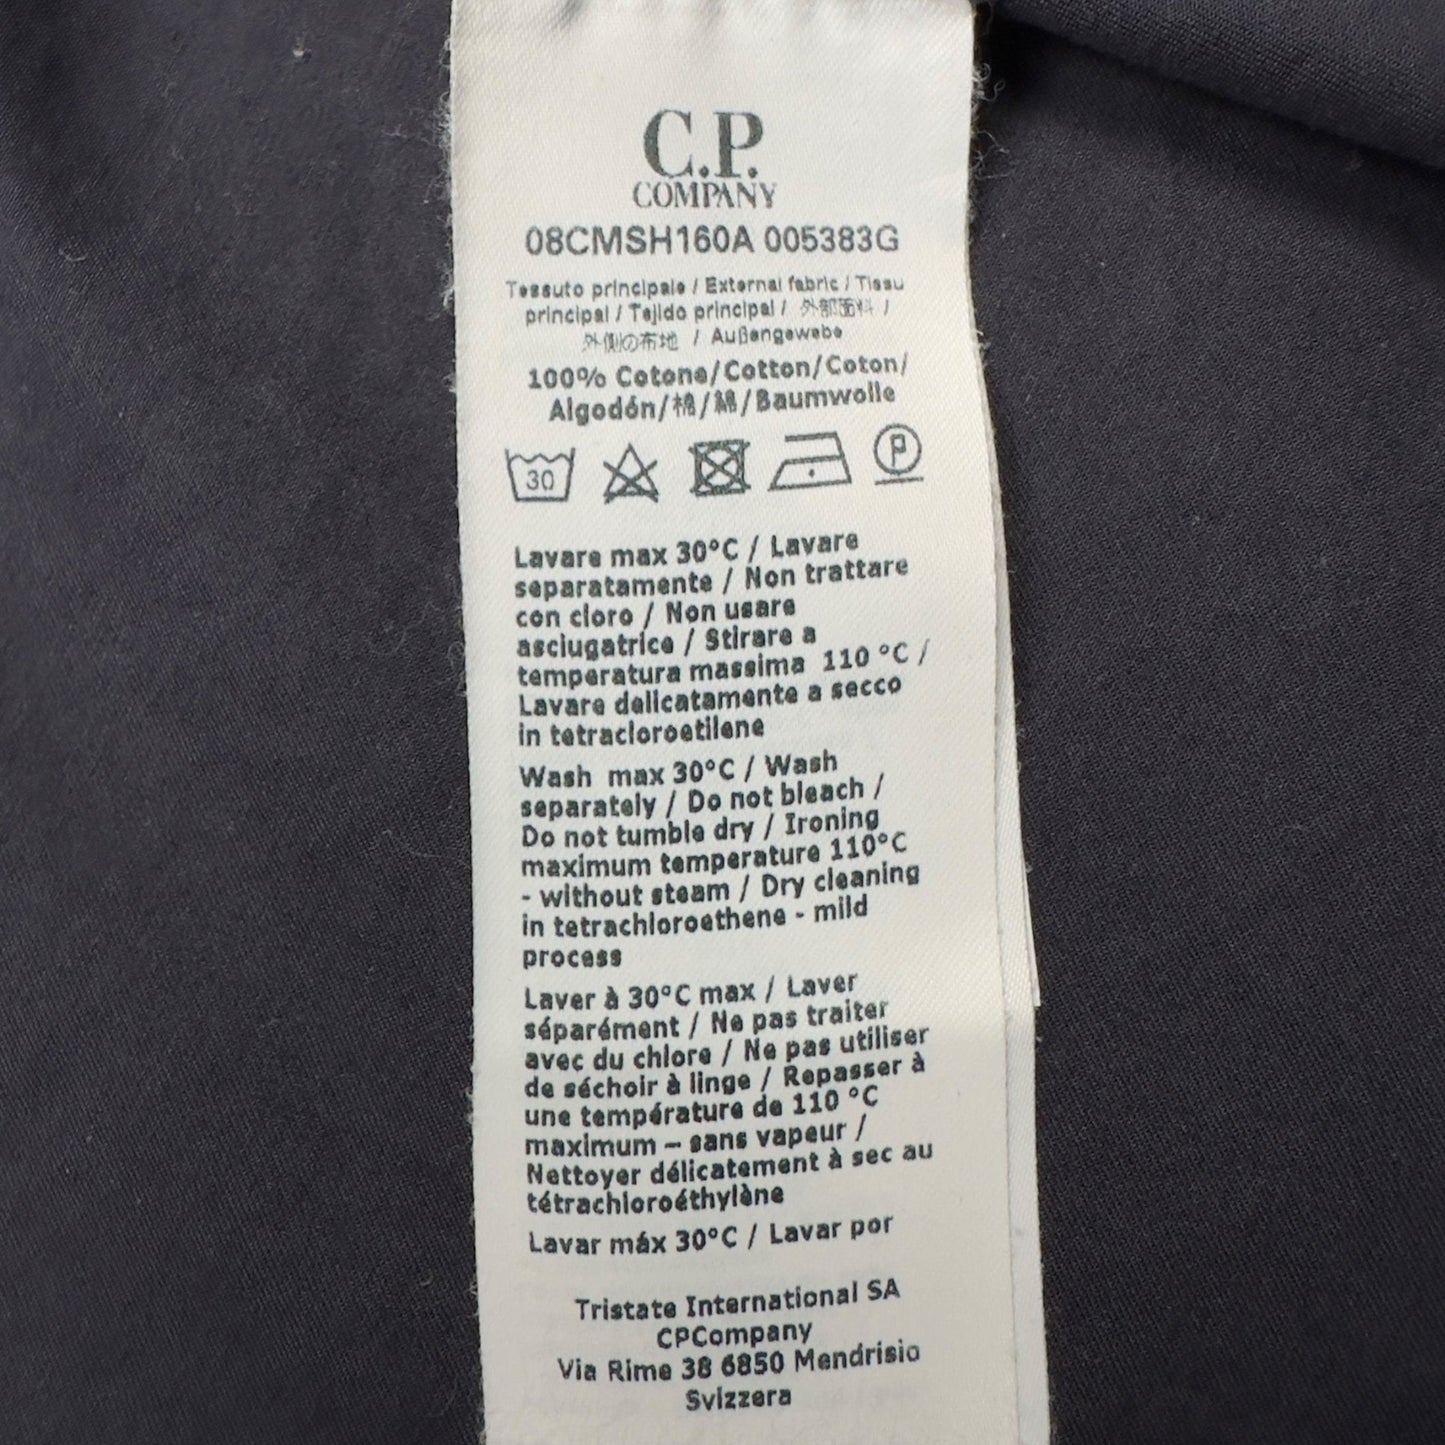 C.P.
COMPANY
08CMSH160A 005383G
Tessuto principale / External fabric / Tissu
principal / Tejido principal / 外部面料 /
外側の布地 / Außengewebe
100% Cotone/Cotton/Coton/
Algodón/棉/綿/Baumwolle
30 P
Lavare max 30°C / Lavare
separatamente / Non trattare
con cloro / Non usare
asciugatrice / Stirare a
temperatura massima 110 °C /
Lavare delicatamente a secco
in tetracloroetilene
Wash max 30°C / Wash
separately / Do not bleach /
Do not tumble dry / Ironing
maximum temperature 110°C
- without steam / Dry cleaning
in tetrachloroethene - mild
process
Laver à 30°C max / Laver
séparément / Ne pas traiter
avec du chlore / Ne pas utiliser
de séchoir à linge / Repasser à
une température de 110 °C
maximum – sans vapeur /
Nettoyer délicatement à sec au
tétrachloroéthylène
Lavar máx 30°C / Lavar por
Tristate International SA
CPCompany
Via Rime 38 6850 Mendrisio
Svizzera